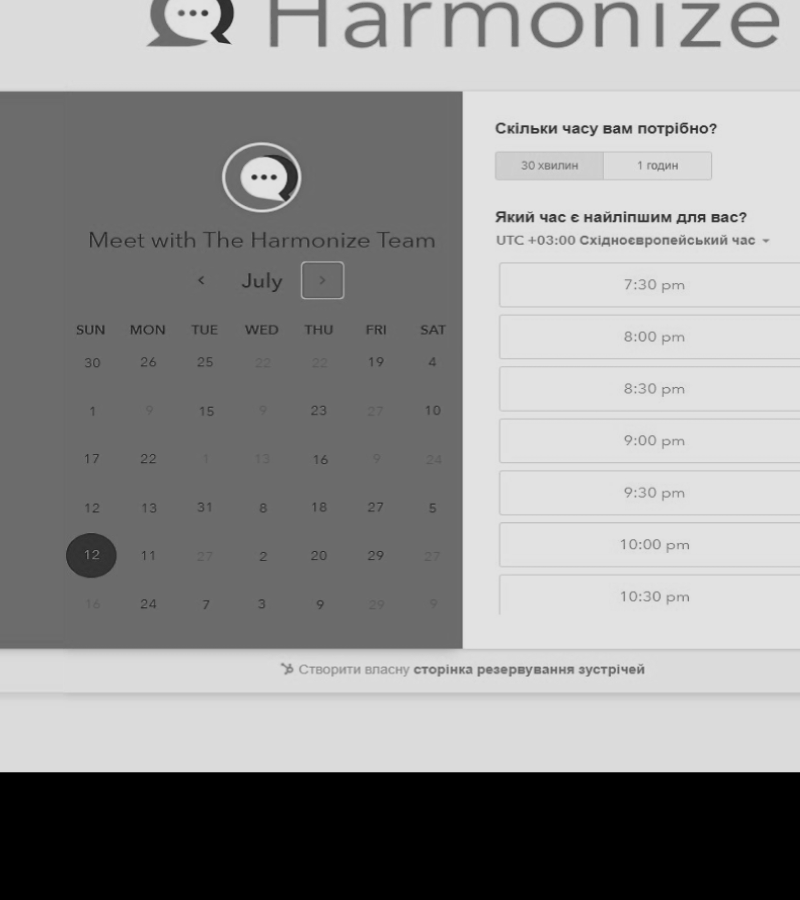 Harmonize
Meet with The Harmonize Team
July
SUN MON TUE WED THU FRI SAT
30 26 25 22 22 19 4
1 9 15 9 23 27 10
17 22 1 13 16 9 24
12 13 31 8 18 27 5
12 11 27 2 20 29 27
16 24 7 3 9 29 9
Скільки часу вам потрібно?
30 хвилин 1 годин
Який час є найліпшим для вас?
UTC +03:00 Східноєвропейський час
7:30 pm
8:00 pm
8:30 pm
9:00 pm
9:30 pm
10:00 pm
10:30 pm
Створити власну сторінка резервування зустрічей